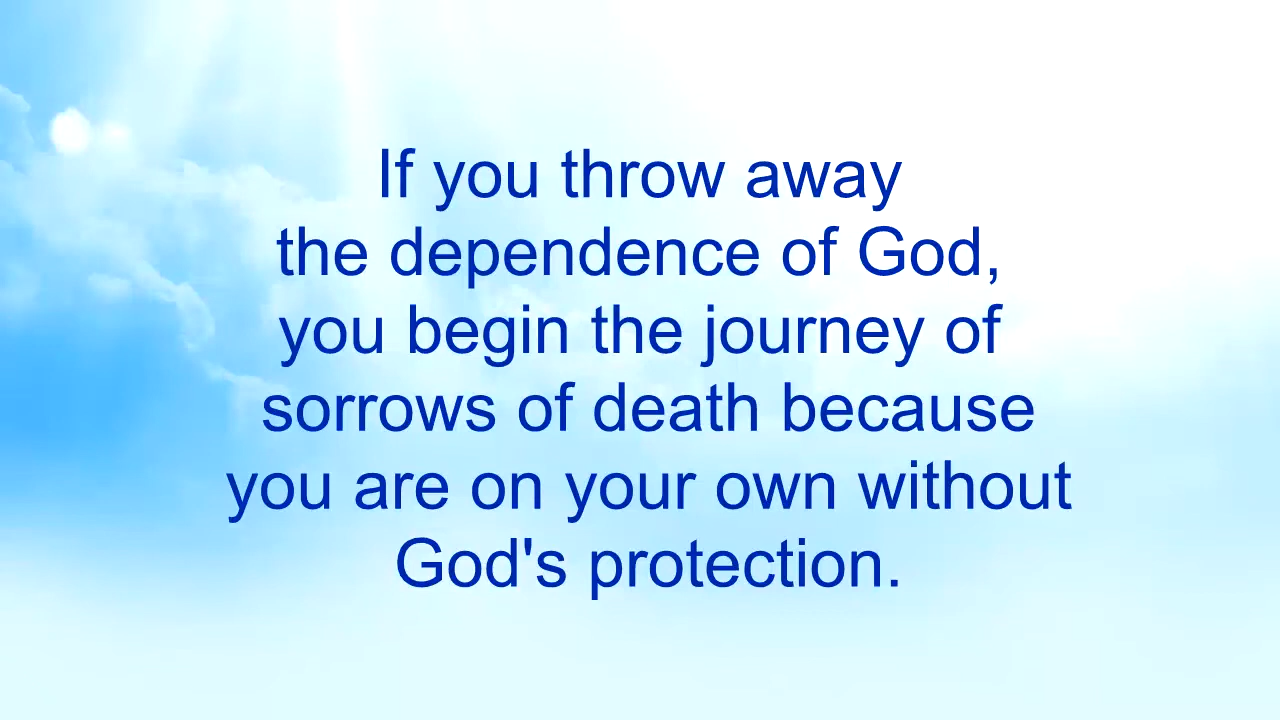 If you throw away
the dependence of God,
you begin the journey of
sorrows of death because
you are on your own without
God's protection.